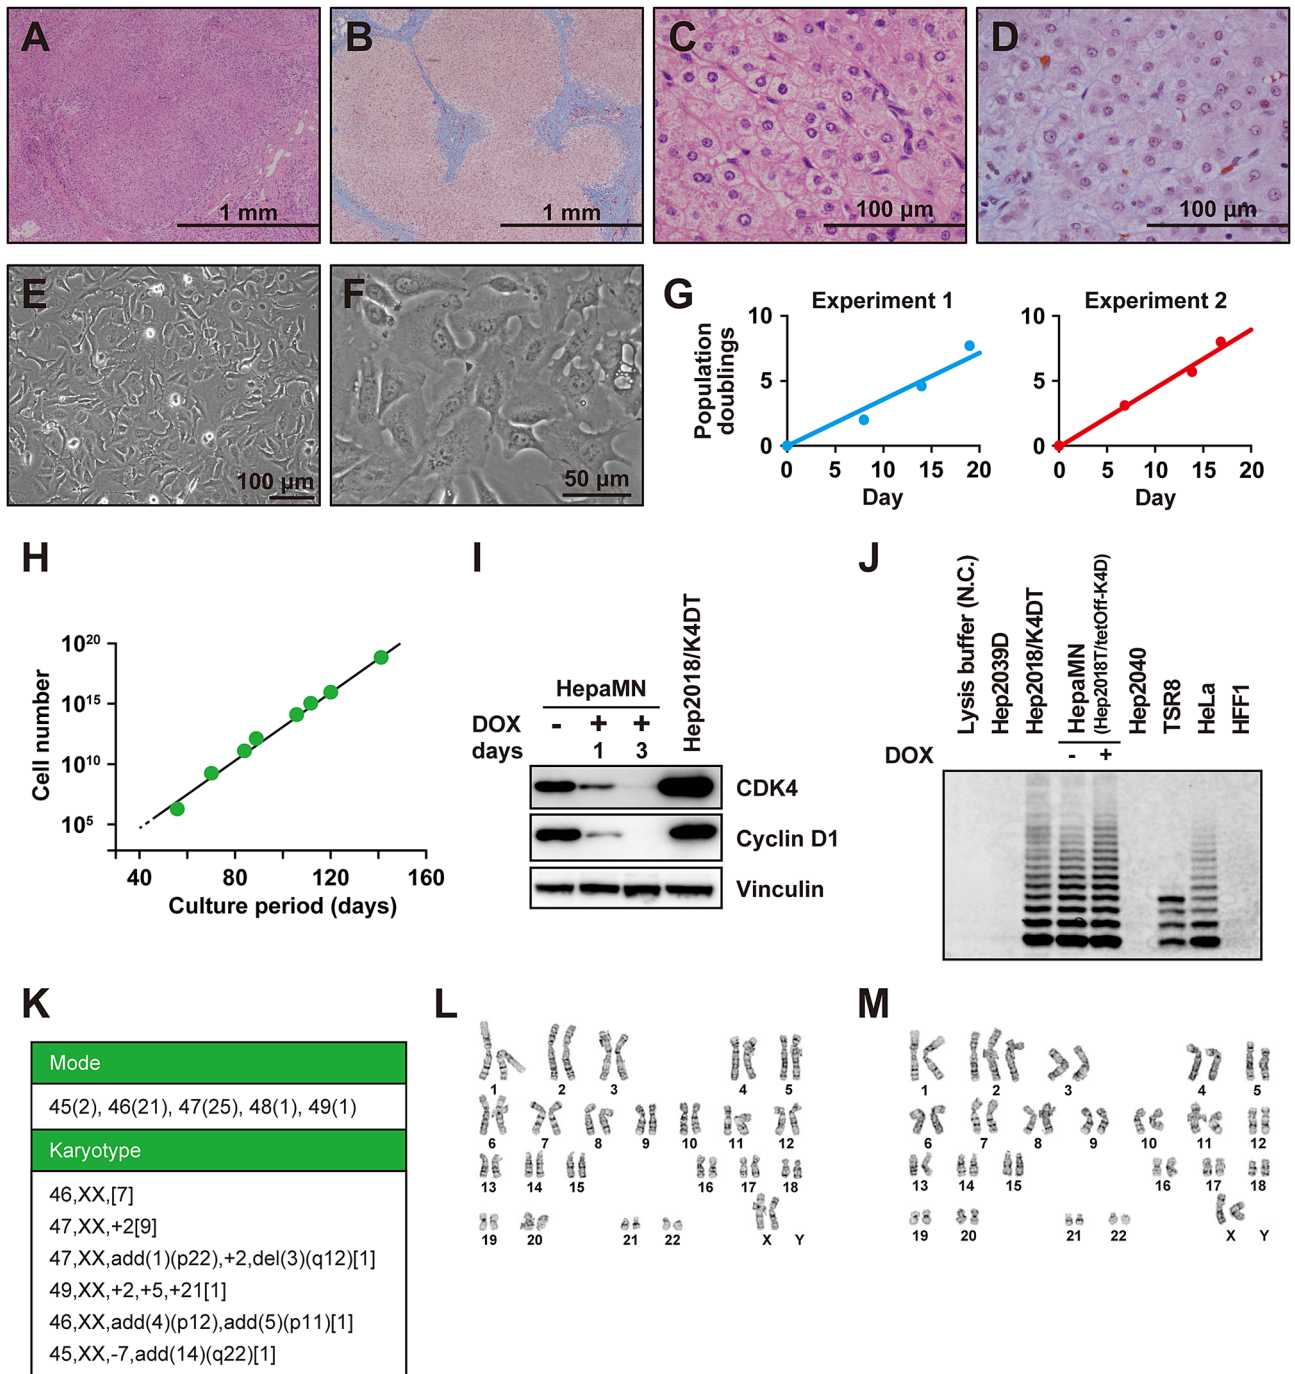 A
1 mm
B
1 mm
C
100 µm
D
100 µm
E
100 µm
F
50 µm
G
Experiment 1
Population
doublings
10
5
0
0 5 10 15 20
Day
Experiment 2
10
5
0
0 5 10 15 20
Day
H
Cell number
10²⁰
10¹⁵
10¹⁰
10⁵
40 80 120 160
Culture period (days)
I
HepaMN
Hep2018/K4DT
DOX - + +
days 1 3
CDK4
Cyclin D1
Vinculin
J
Lysis buffer (N.C.)
Hep2039D
Hep2018/K4DT
HepaMN
(Hep2018T/tetOff-K4D)
Hep2040
TSR8
HeLa
HFF1
DOX - +
K
Mode
45(2), 46(21), 47(25), 48(1), 49(1)
Karyotype
46,XX,[7]
47,XX,+2[9]
47,XX,add(1)(p22),+2,del(3)(q12)[1]
49,XX,+2,+5,+21[1]
46,XX,add(4)(p12),add(5)(p11)[1]
45,XX,-7,add(14)(q22)[1]
L
1 2 3 4 5
6 7 8 9 10 11 12
13 14 15 16 17 18
19 20 21 22 X Y
M
1 2 3 4 5
6 7 8 9 10 11 12
13 14 15 16 17 18
19 20 21 22 X Y